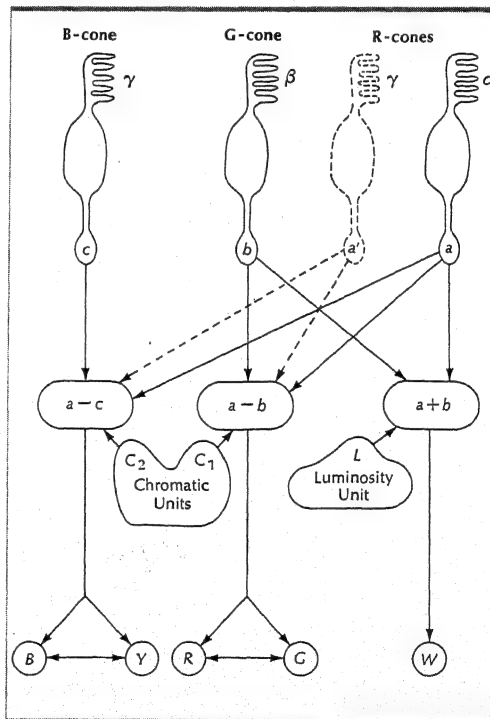 B-cone G-cone R-cones
γ β γ α
c b a' a
a – c a – b a + b
C₂ C₁ L
Chromatic Luminosity
Units Unit
B Y R G W